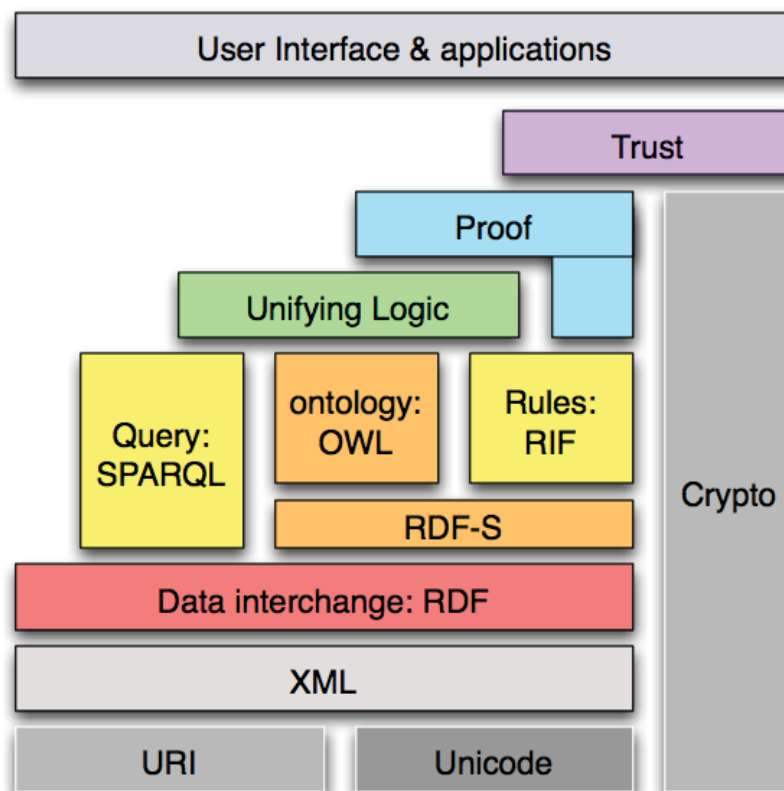 User Interface & applications
Trust
Proof
Unifying Logic
Query:
SPARQL
ontology:
OWL
Rules:
RIF
Crypto
RDF-S
Data interchange: RDF
XML
URI
Unicode